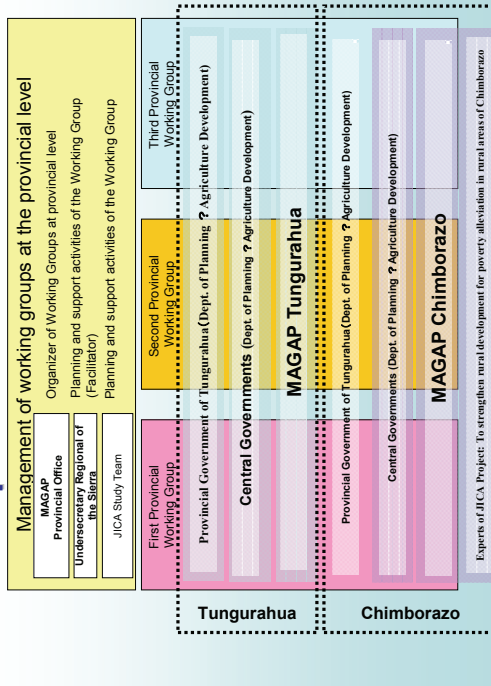 Management of working groups at the provincial level
MAGAP
Provincial Office
Organizer of Working Groups at provincial level
Undersecretary Regional of
the Sierra
Planning and support activities of the Working Group
(Facilitator)
JICA Study Team
Planning and support activities of the Working Group
First Provincial
Working Group
Second Provincial
Working Group
Third Provincial
Working Group
Tungurahua
Provincial Government of Tungurahua(Dept. of Planning ? Agriculture Development)
Central Governments (Dept. of Planning ? Agriculture Development)
MAGAP Tungurahua
Chimborazo
Provincial Government of Tungurahua(Dept. of Planning ? Agriculture Development)
Central Governments (Dept. of Planning ? Agriculture Development)
MAGAP Chimborazo
Experts of JICA Project: To strengthen rural development for poverty alleviation in rural areas of Chimborazo